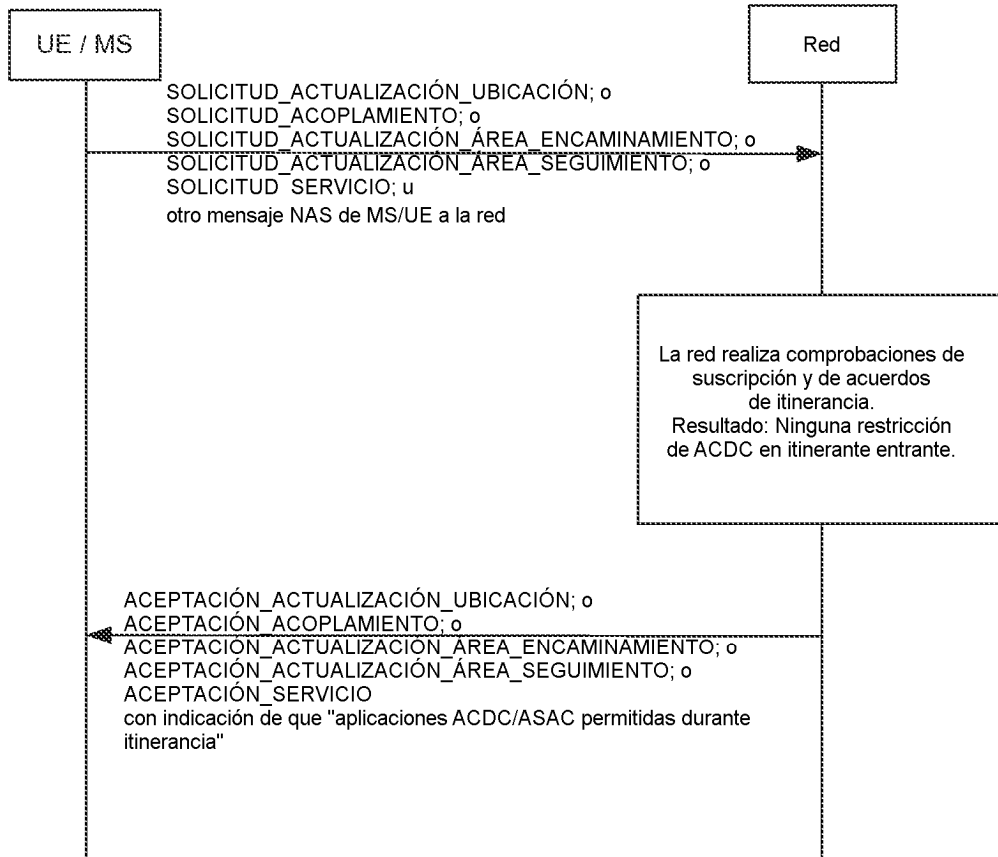 UE / MS
Red
SOLICITUD_ACTUALIZACIÓN_UBICACIÓN; o
SOLICITUD_ACOPLAMIENTO; o
SOLICITUD_ACTUALIZACIÓN_ÁREA_ENCAMINAMIENTO; o
SOLICITUD_ACTUALIZACIÓN_ÁREA_SEGUIMIENTO; o
SOLICITUD_SERVICIO; u
otro mensaje NAS de MS/UE a la red
La red realiza comprobaciones de
suscripción y de acuerdos
de itinerancia.
Resultado: Ninguna restricción
de ACDC en itinerante entrante.
ACEPTACIÓN_ACTUALIZACIÓN_UBICACIÓN; o
ACEPTACIÓN_ACOPLAMIENTO; o
ACEPTACIÓN_ACTUALIZACIÓN_ÁREA_ENCAMINAMIENTO; o
ACEPTACIÓN_ACTUALIZACIÓN_ÁREA_SEGUIMIENTO; o
ACEPTACIÓN_SERVICIO
con indicación de que "aplicaciones ACDC/ASAC permitidas durante
itinerancia"